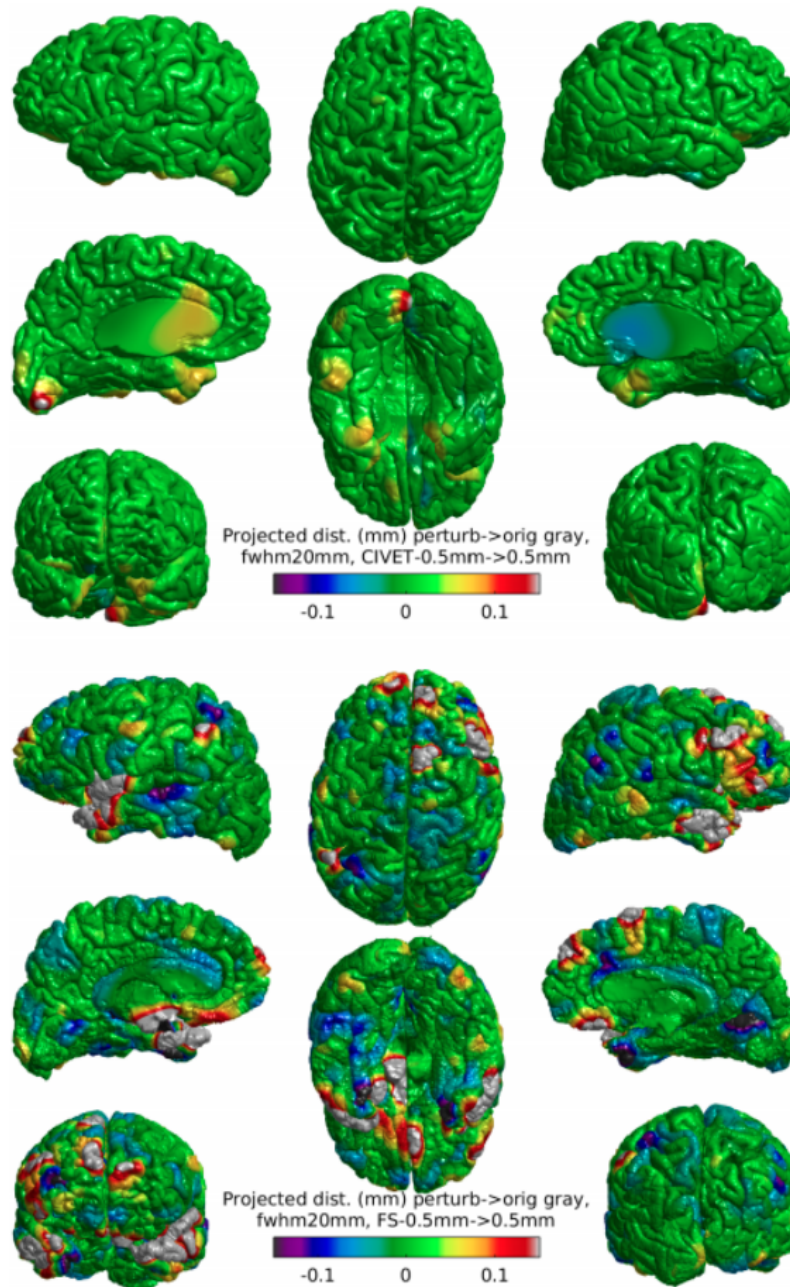 Projected dist. (mm) perturb->orig gray,
fwhm20mm, CIVET-0.5mm->0.5mm
-0.1 0 0.1
Projected dist. (mm) perturb->orig gray,
fwhm20mm, FS-0.5mm->0.5mm
-0.1 0 0.1